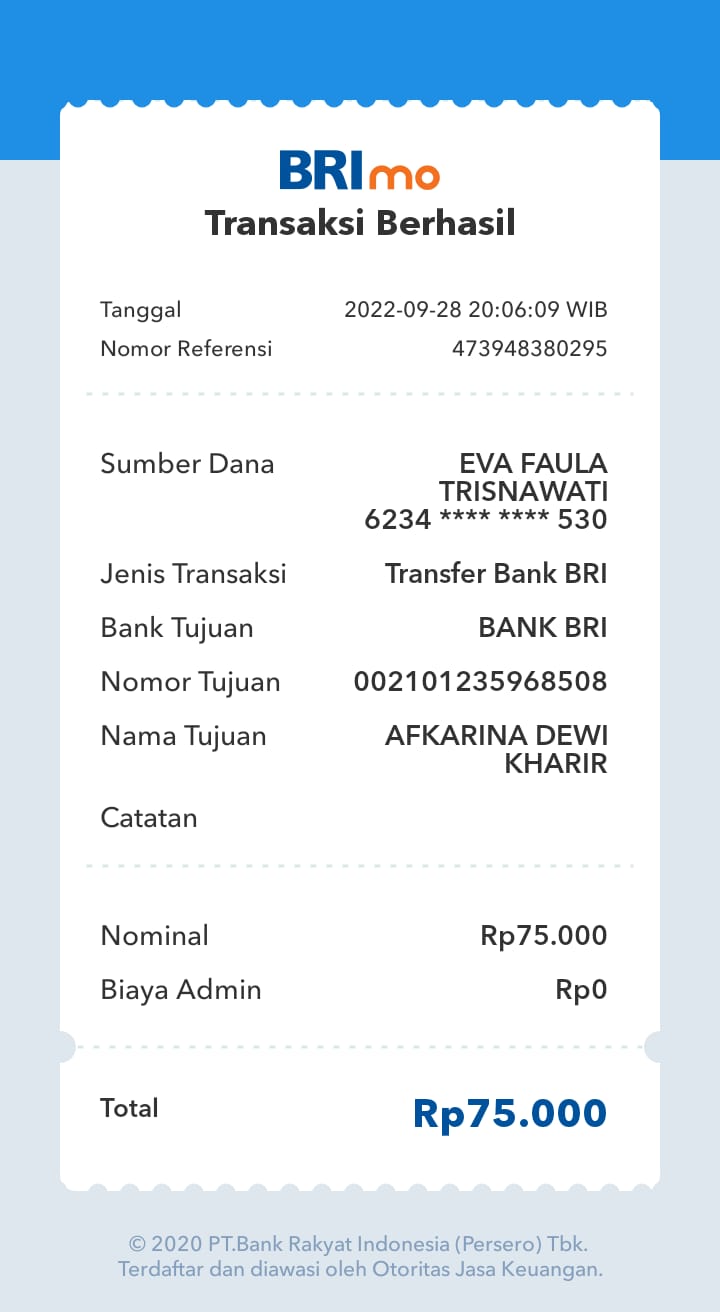 BRImo
Transaksi Berhasil
Tanggal 2022-09-28 20:06:09 WIB
Nomor Referensi 473948380295
Sumber Dana EVA FAULA
TRISNAWATI
6234 **** **** 530
Jenis Transaksi Transfer Bank BRI
Bank Tujuan BANK BRI
Nomor Tujuan 002101235968508
Nama Tujuan AFKARINA DEWI
KHARIR
Catatan
Nominal Rp75.000
Biaya Admin Rp0
Total Rp75.000
© 2020 PT.Bank Rakyat Indonesia (Persero) Tbk.
Terdaftar dan diawasi oleh Otoritas Jasa Keuangan.